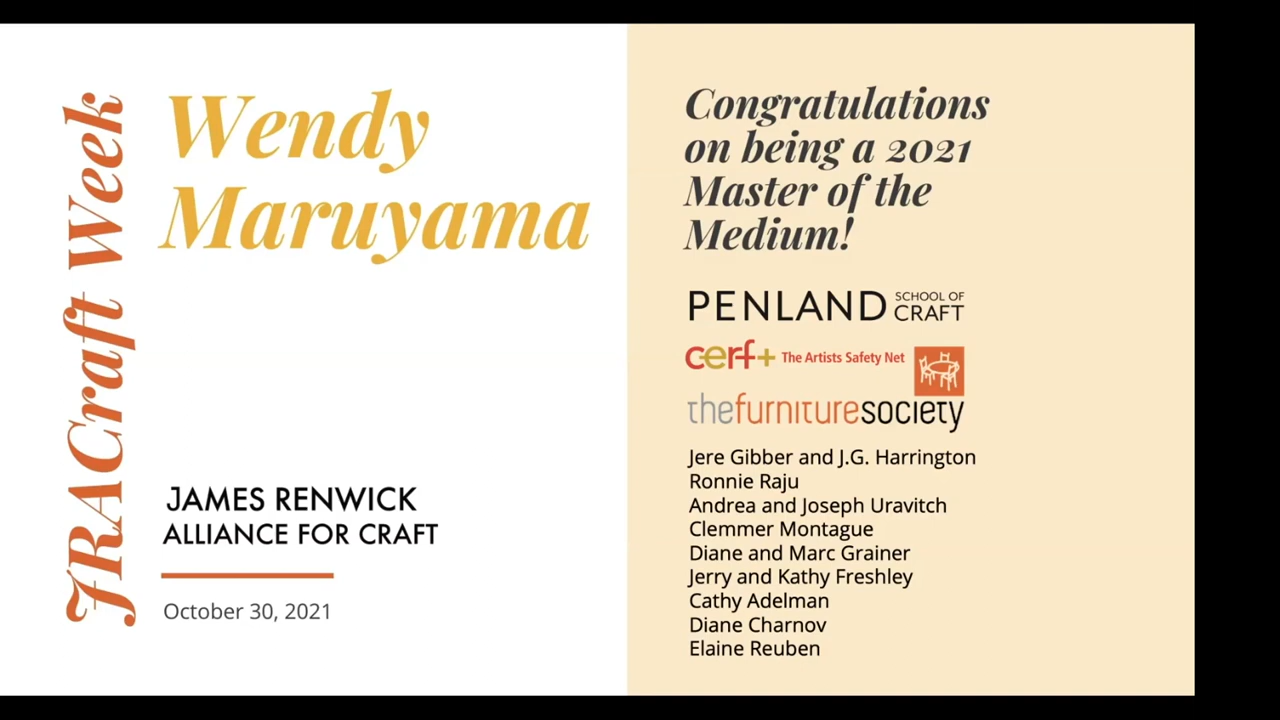 JRACraft Week
Wendy
Maruyama
JAMES RENWICK
ALLIANCE FOR CRAFT
October 30, 2021
Congratulations
on being a 2021
Master of the
Medium!
PENLAND SCHOOL OF CRAFT
cerf+ The Artists Safety Net
thefurnituresociety
Jere Gibber and J.G. Harrington
Ronnie Raju
Andrea and Joseph Uravitch
Clemmer Montague
Diane and Marc Grainer
Jerry and Kathy Freshley
Cathy Adelman
Diane Charnov
Elaine Reuben